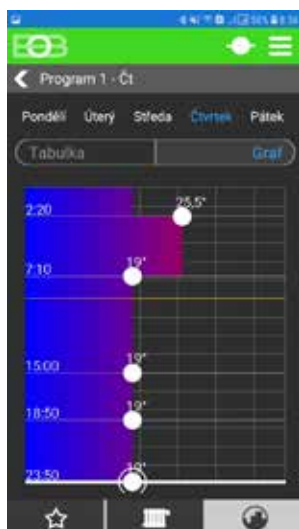 EOB
Program 1 - Čt
Pondělí Úterý Středa Čtvrtek Pátek
Tabulka Graf
2:20 25,5°
7:10 19°
15:00 19°
18:50 19°
23:50 19°